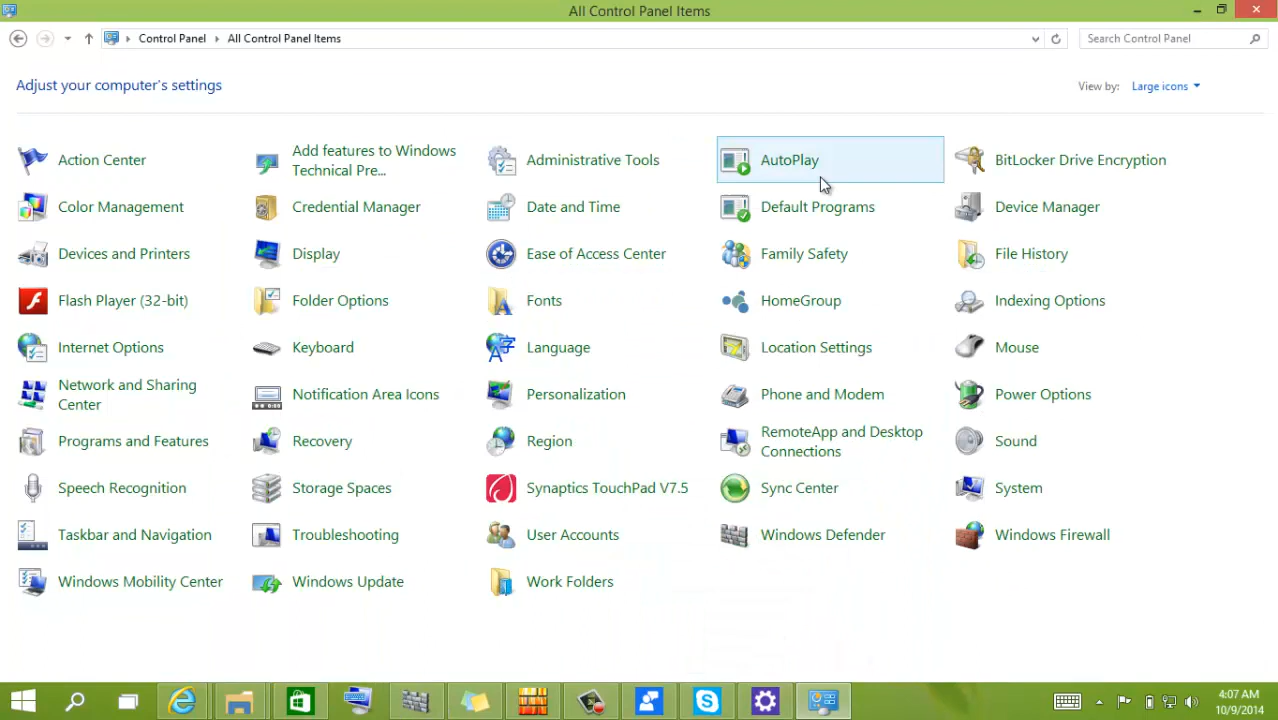 All Control Panel Items
Control Panel All Control Panel Items
Search Control Panel
Adjust your computer's settings
View by: Large icons
Action Center
Add features to Windows
Technical Pre...
Administrative Tools
AutoPlay
BitLocker Drive Encryption
Color Management
Credential Manager
Date and Time
Default Programs
Device Manager
Devices and Printers
Display
Ease of Access Center
Family Safety
File History
Flash Player (32-bit)
Folder Options
Fonts
HomeGroup
Indexing Options
Internet Options
Keyboard
Language
Location Settings
Mouse
Network and Sharing
Center
Notification Area Icons
Personalization
Phone and Modem
Power Options
Programs and Features
Recovery
Region
RemoteApp and Desktop
Connections
Sound
Speech Recognition
Storage Spaces
Synaptics TouchPad V7.5
Sync Center
System
Taskbar and Navigation
Troubleshooting
User Accounts
Windows Defender
Windows Firewall
Windows Mobility Center
Windows Update
Work Folders
4:07 AM
10/9/2014